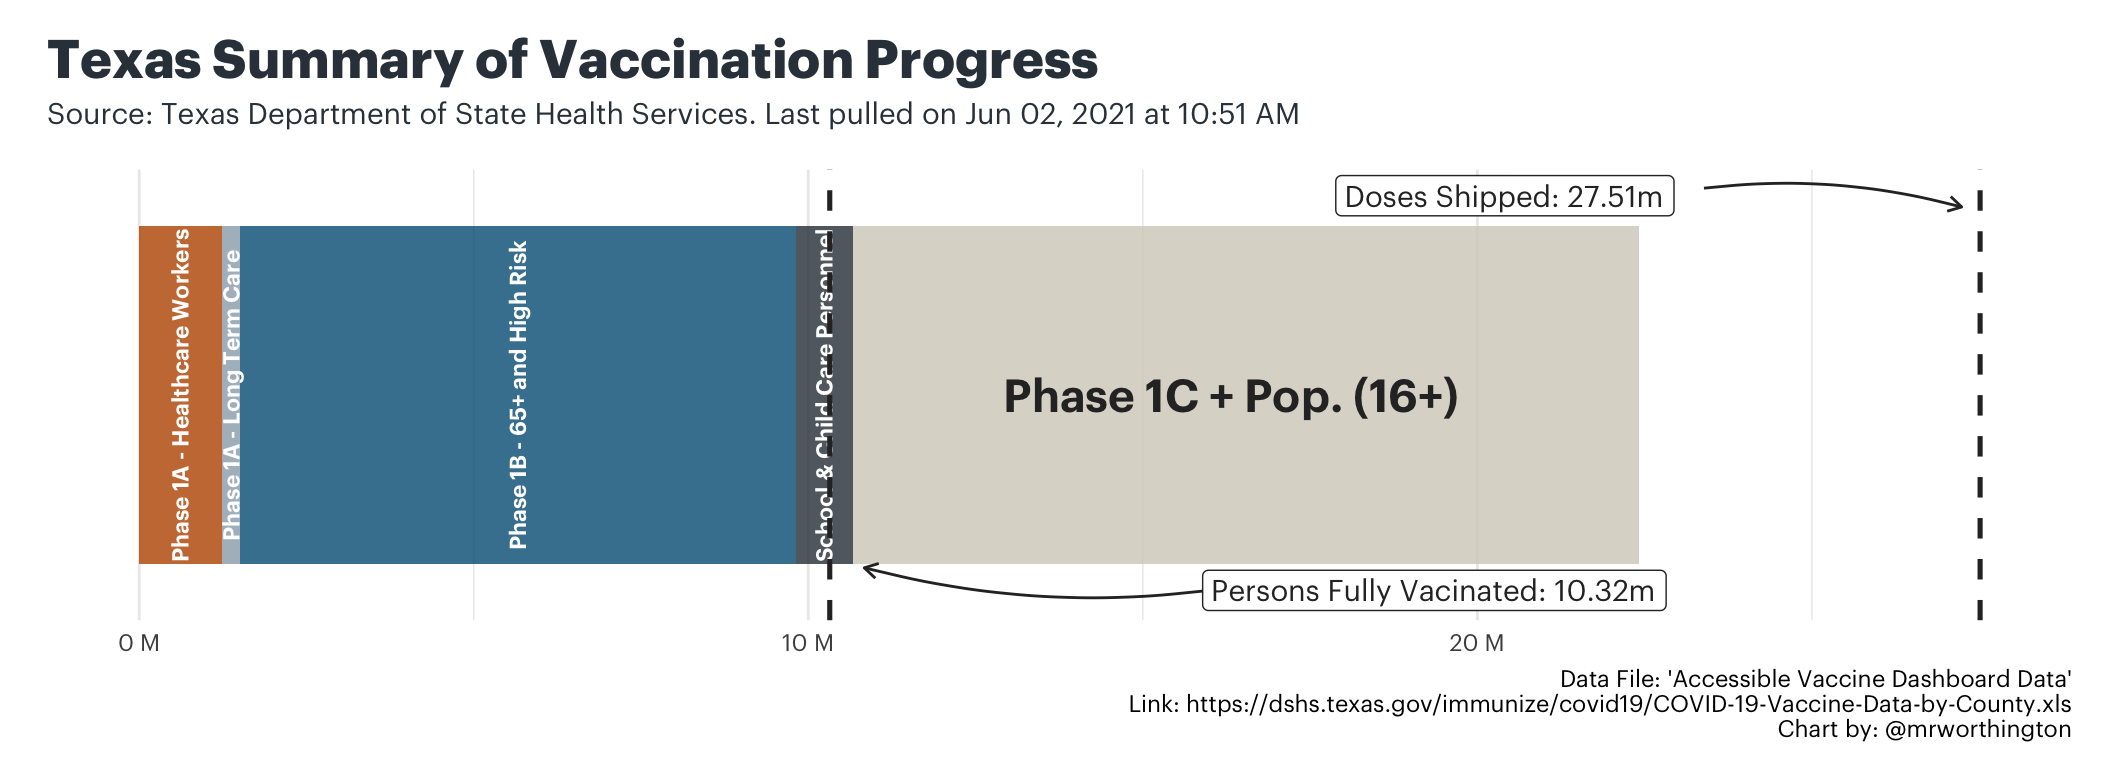 Texas Summary of Vaccination Progress
Source: Texas Department of State Health Services. Last pulled on Jun 02, 2021 at 10:51 AM
Doses Shipped: 27.51m
Phase 1A - Healthcare Workers
Phase 1A - Long Term Care
Phase 1B - 65+ and High Risk
School & Child Care Personnel
Phase 1C + Pop. (16+)
Persons Fully Vacinated: 10.32m
0 M
10 M
20 M
Data File: 'Accessible Vaccine Dashboard Data'
Link: https://dshs.texas.gov/immunize/covid19/COVID-19-Vaccine-Data-by-County.xls
Chart by: @mrworthington